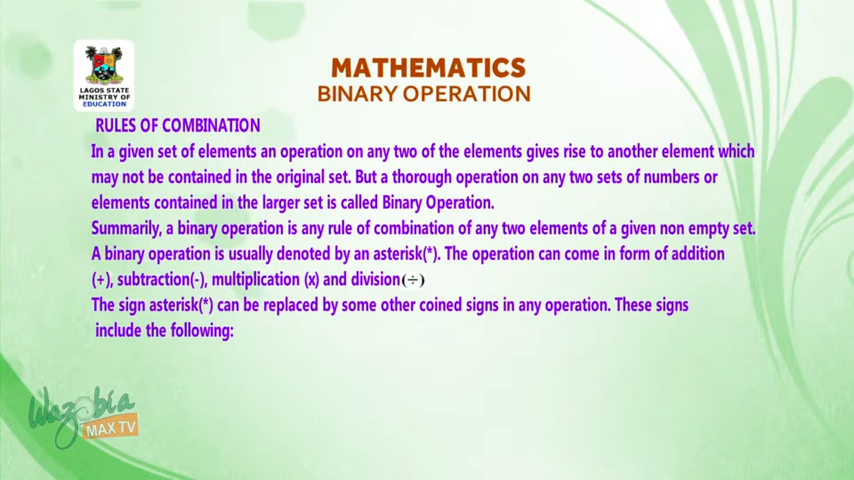 LAGOS STATE
MINISTRY OF
EDUCATION
MATHEMATICS
BINARY OPERATION
RULES OF COMBINATION
In a given set of elements an operation on any two of the elements gives rise to another element which
may not be contained in the original set. But a thorough operation on any two sets of numbers or
elements contained in the larger set is called Binary Operation.
Summarily, a binary operation is any rule of combination of any two elements of a given non empty set.
A binary operation is usually denoted by an asterisk(*). The operation can come in form of addition
(+), subtraction(-), multiplication (x) and division(÷)
The sign asterisk(*) can be replaced by some other coined signs in any operation. These signs
include the following:
Wazobia
MAX TV